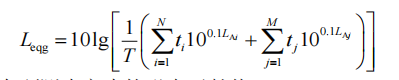 L_eqg = 10lg[ 1/T ( ∑_{i=1}^{N} t_i 10^{0.1L_Ai} + ∑_{j=1}^{M} t_j 10^{0.1L_Aj} ) ]